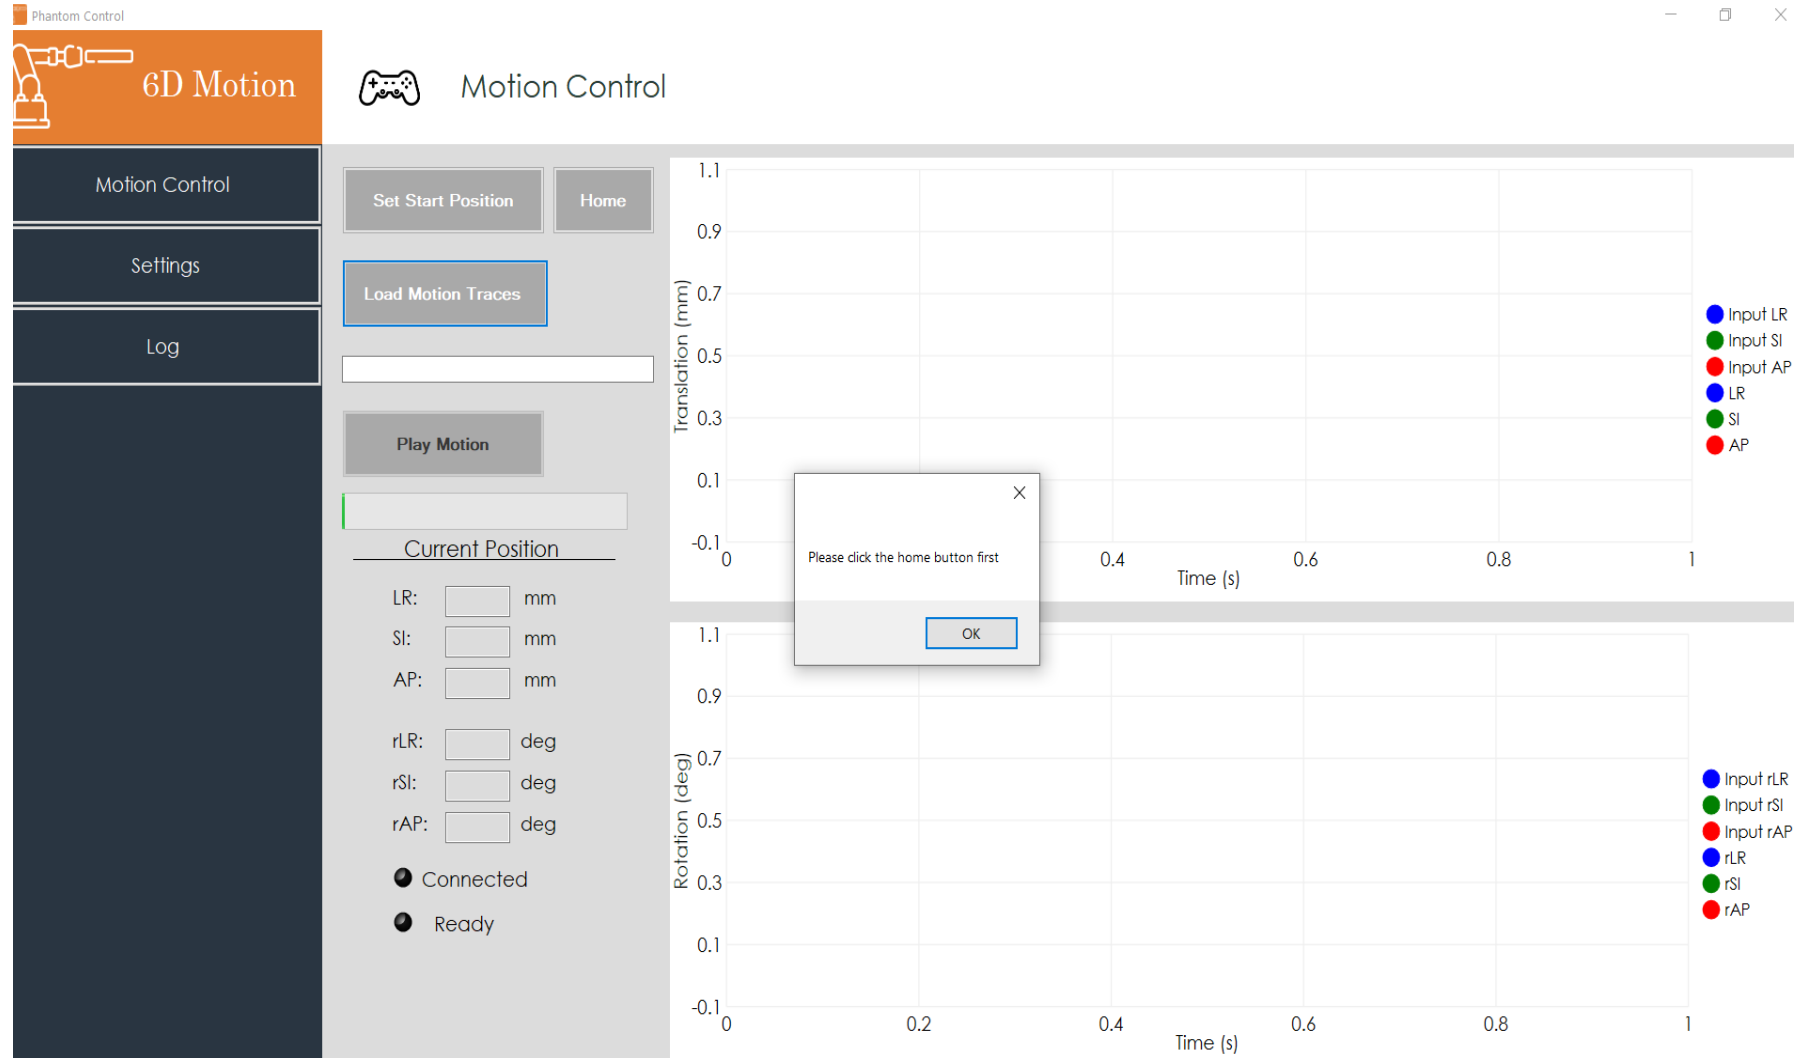 Phantom Control
6D Motion
Motion Control
Motion Control
Settings
Log
Set Start Position
Home
Load Motion Traces
Play Motion
Current Position
LR: mm
SI: mm
AP: mm
rLR: deg
rSI: deg
rAP: deg
Connected
Ready
Translation (mm)
1.1
0.9
0.7
0.5
0.3
0.1
-0.1
0 0.4 0.6 0.8 1
Time (s)
Input LR
Input SI
Input AP
LR
SI
AP
Please click the home button first
OK
Rotation (deg)
1.1
0.9
0.7
0.5
0.3
0.1
-0.1
0 0.2 0.4 0.6 0.8 1
Time (s)
Input rLR
Input rSI
Input rAP
rLR
rSI
rAP